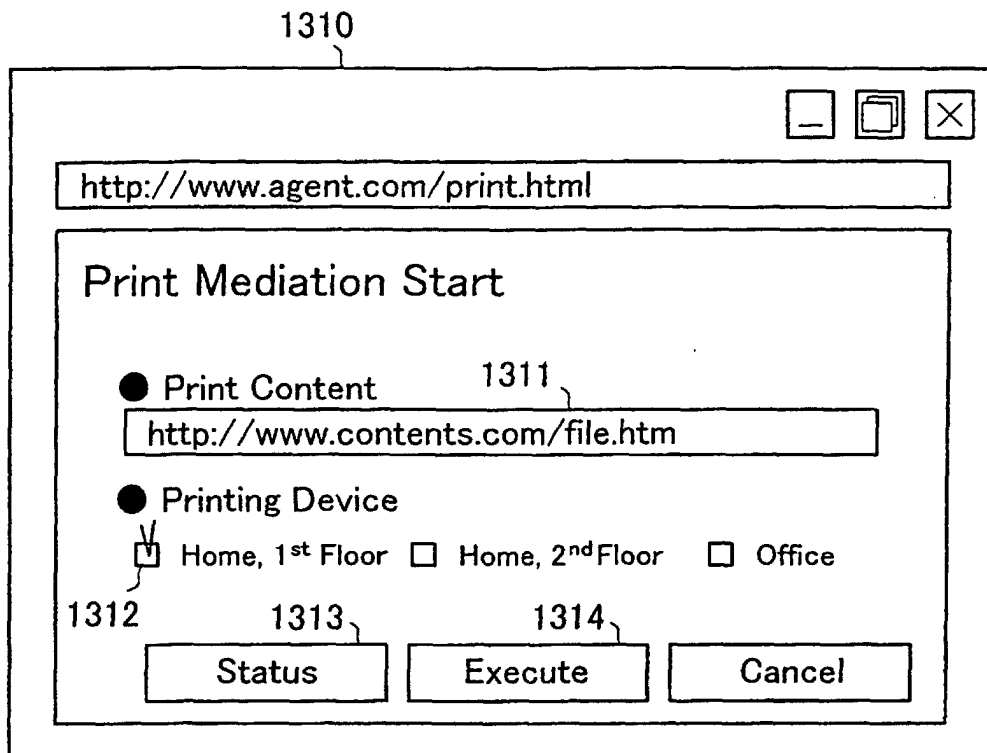 1310
http://www.agent.com/print.html
Print Mediation Start
● Print Content
1311
http://www.contents.com/file.htm
● Printing Device
Home, 1st Floor Home, 2nd Floor Office
1312
1313 1314
Status Execute Cancel